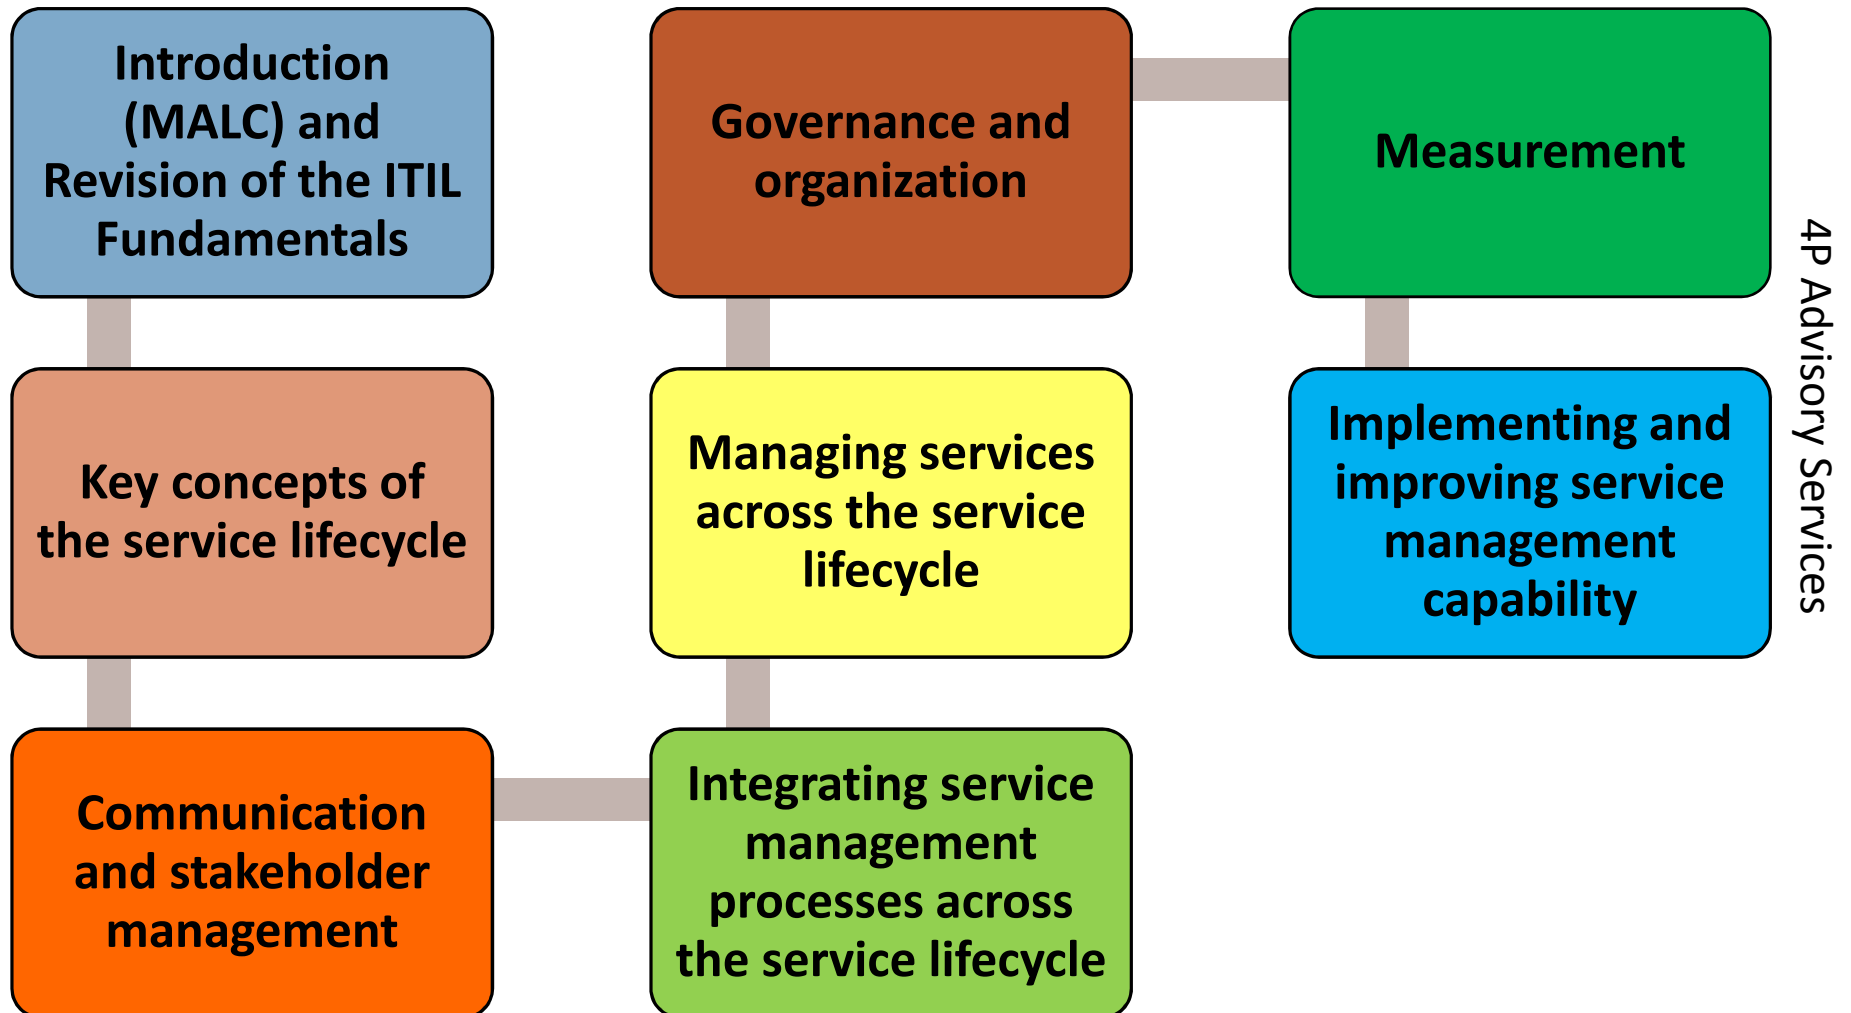 Introduction
(MALC) and
Revision of the ITIL
Fundamentals
Key concepts of
the service lifecycle
Communication
and stakeholder
management
Integrating service
management
processes across
the service lifecycle
Managing services
across the service
lifecycle
Governance and
organization
Measurement
Implementing and
improving service
management
capability
4P Advisory Services